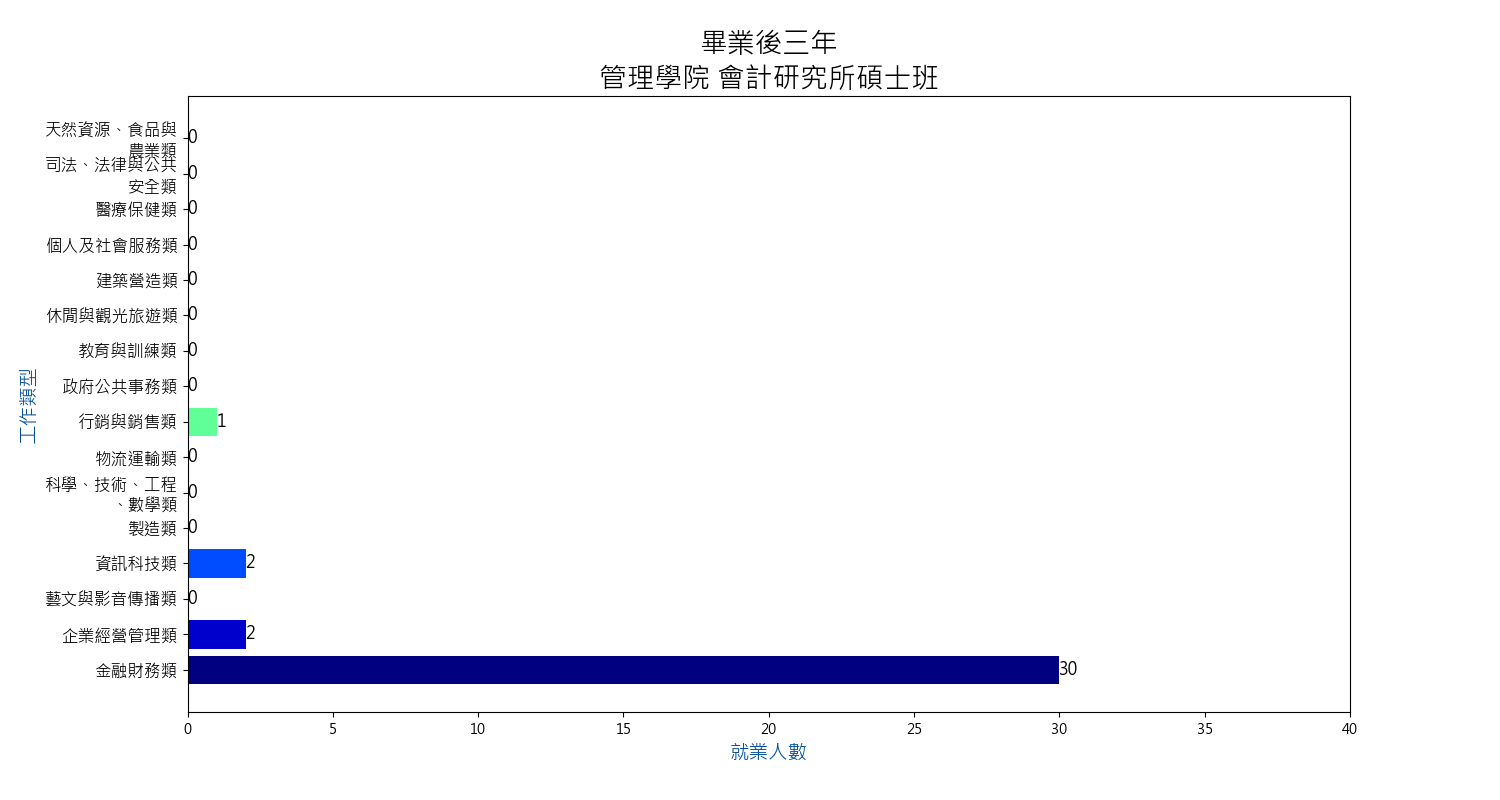 畢業後三年
管理學院 會計研究所碩士班
天然資源、食品與
農業類
0
司法、法律與公共
安全類
0
醫療保健類
0
個人及社會服務類
0
建築營造類
0
休閒與觀光旅遊類
0
教育與訓練類
0
政府公共事務類
0
行銷與銷售類
1
物流運輸類
0
科學、技術、工程
、數學類
0
製造類
0
資訊科技類
2
藝文與影音傳播類
0
企業經營管理類
2
金融財務類
30
工作類型
0 5 10 15 20 25 30 35 40
就業人數